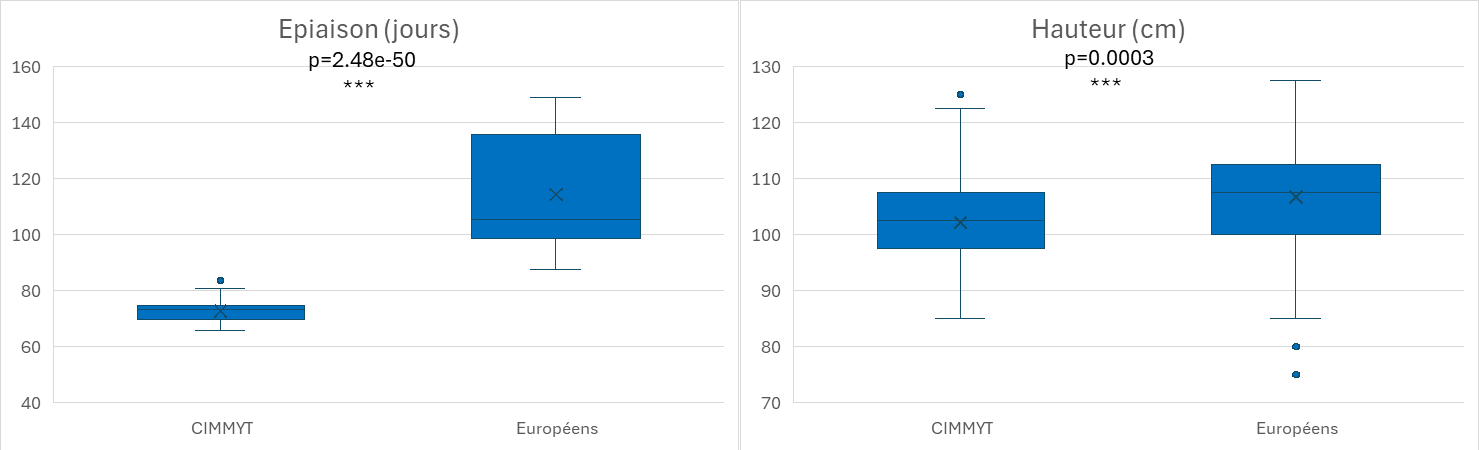 Epiaison (jours)
p=2.48e-50
***
160
140
120
100
80
60
40
CIMMYT Européens
Hauteur (cm)
p=0.0003
***
130
120
110
100
90
80
70
CIMMYT Européens